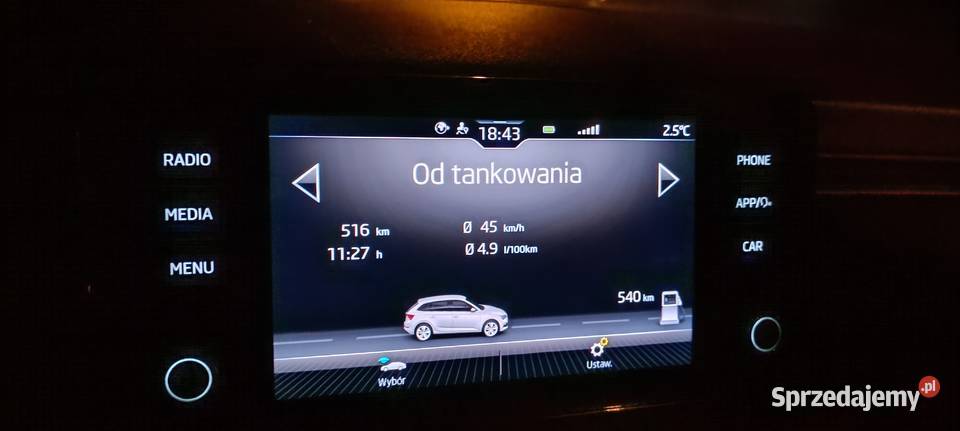 18:43
2.5°C
RADIO
MEDIA
MENU
Od tankowania
516 km
Ø 45 km/h
11:27 h
Ø 4.9 l/100km
540 km
Wybór
Ustaw.
PHONE
APP/
CAR
Sprzedajemy.pl